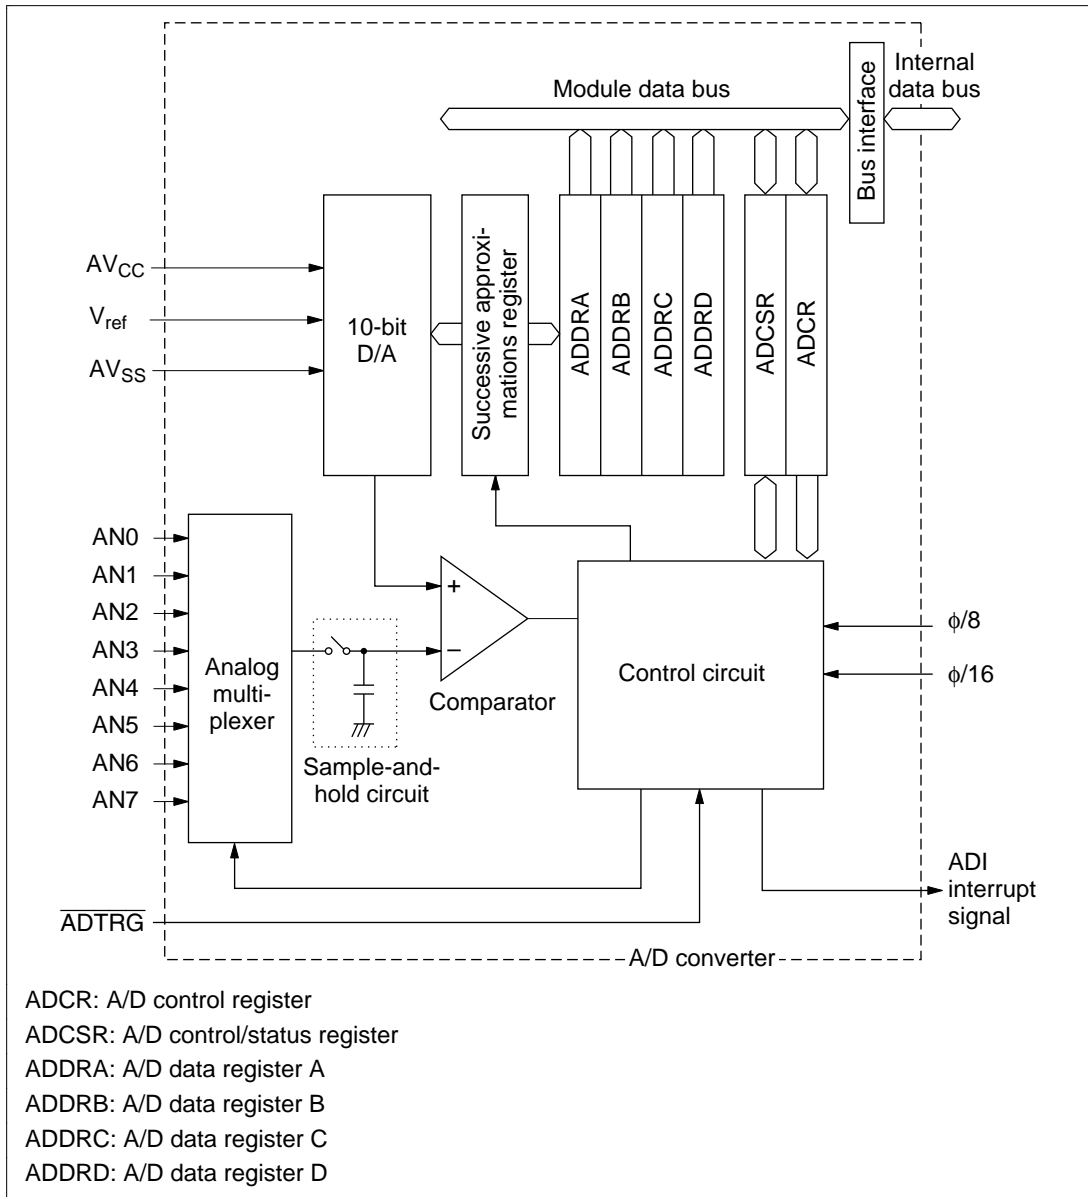 Module data bus
Internal
data bus
Bus interface
AV_CC
V_ref
AV_SS
10-bit
D/A
Successive approxi-
mations register
ADDRA
ADDRB
ADDRC
ADDRD
ADCSR
ADCR
AN0
AN1
AN2
AN3
AN4
AN5
AN6
AN7
Analog
multi-
plexer
+
−
Comparator
Sample-and-
hold circuit
Control circuit
ϕ/8
ϕ/16
ADI
interrupt
signal
ADTRG
A/D converter
ADCR: A/D control register
ADCSR: A/D control/status register
ADDRA: A/D data register A
ADDRB: A/D data register B
ADDRC: A/D data register C
ADDRD: A/D data register D